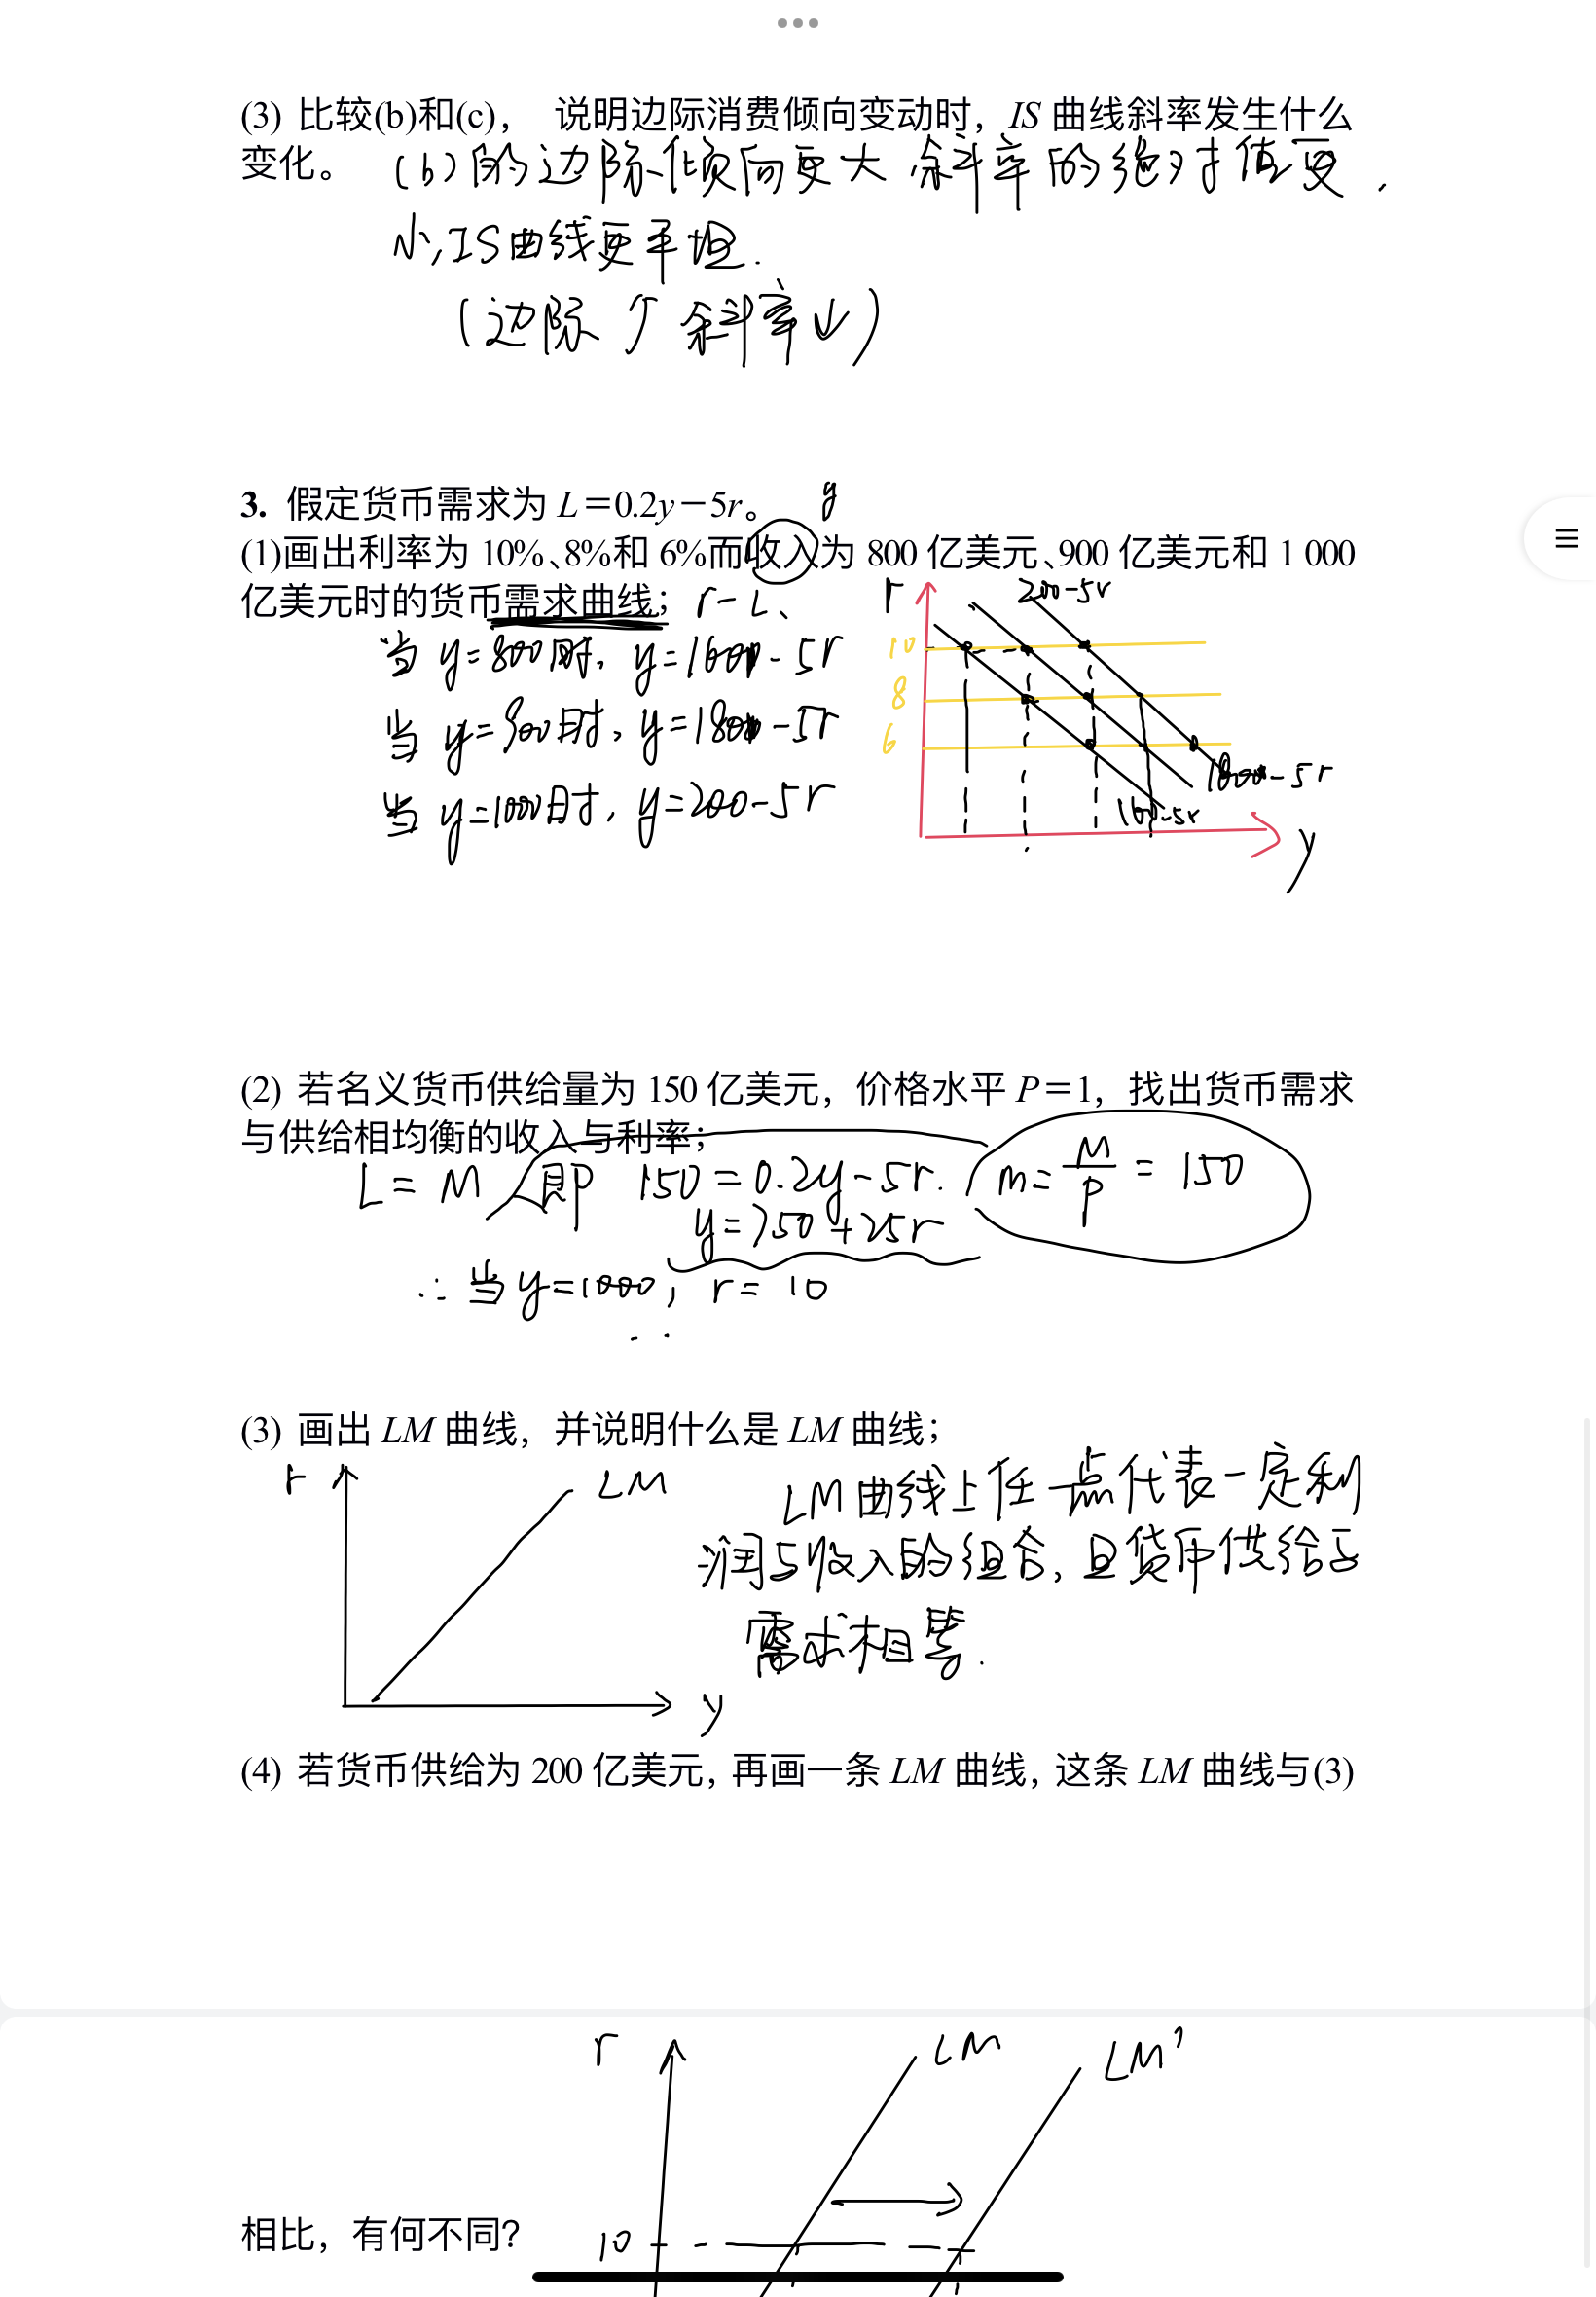 (3) 比较(b)和(c)， 说明边际消费倾向变动时，IS 曲线斜率发生什么
变化。 (b)的边际倾向更大 余斜率的绝对值更
小,IS曲线更平坦.
(边际 ↑ 余斜率↓)
3. 假定货币需求为 L＝0.2y－5r。 y
(1)画出利率为 10%、8%和 6%而收入为 800 亿美元、900 亿美元和 1 000
亿美元时的货币需求曲线； r-L、
当 y=800时, y=160-5r
当 y=900时, y=180-5r
当 y=1000时, y=200-5r
r
200-5r
10
8
6
180-5r
160-5r
y
(2) 若名义货币供给量为 150 亿美元，价格水平 P＝1，找出货币需求
与供给相均衡的收入与利率；
L = M 即 150=0.2y-5r. m=M/P=150
y=750+25r
∴当 y=1000, r=10
(3) 画出 LM 曲线，并说明什么是 LM 曲线；
r
LM
LM曲线上任一点代表一定利
润与收入的组合,且货币供给与
需求相等.
y
(4) 若货币供给为 200 亿美元，再画一条 LM 曲线，这条 LM 曲线与(3)
r
LM
LM'
相比，有何不同？
10